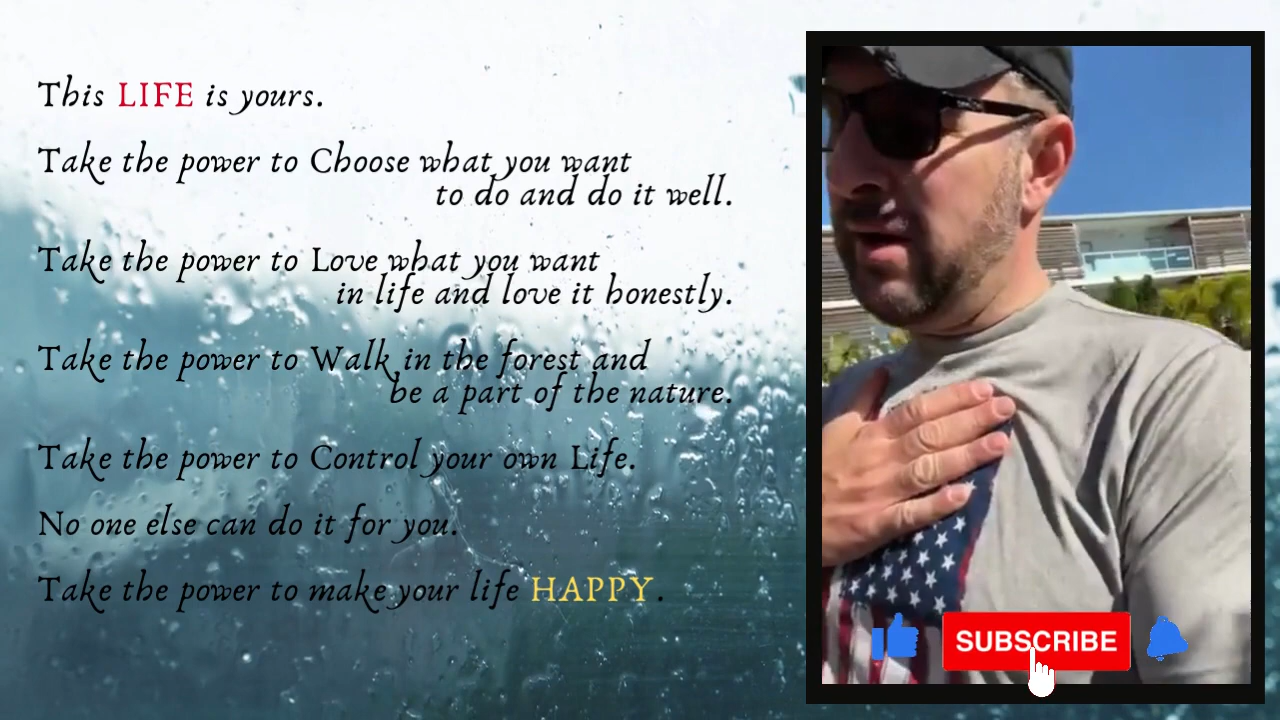 This LIFE is yours.
Take the power to Choose what you want
to do and do it well.
Take the power to Love what you want
in life and love it honestly.
Take the power to Walk in the forest and
be a part of the nature.
Take the power to Control your own Life.
No one else can do it for you.
Take the power to make your life HAPPY.
SUBSCRIBE